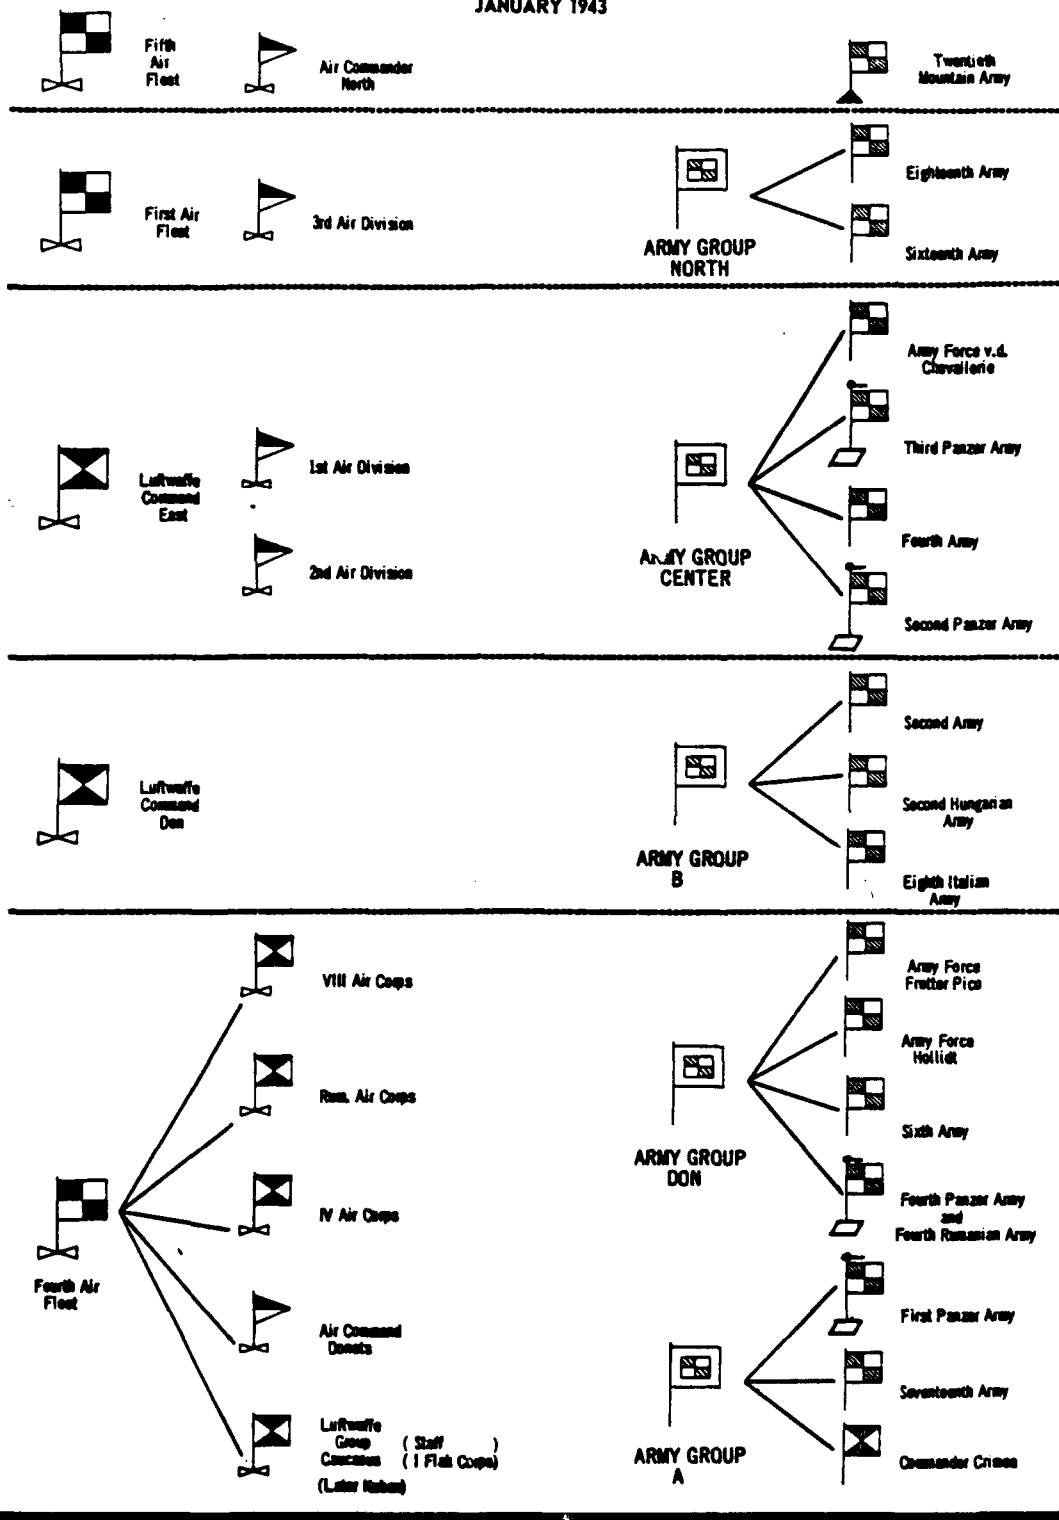 JANUARY 1943
Fifth
Air
Fleet
Air Commander
North
Twentieth
Mountain Army
First Air
Fleet
3rd Air Division
ARMY GROUP
NORTH
Eighteenth Army
Sixteenth Army
Luftwaffe
Command
East
1st Air Division
2nd Air Division
ARMY GROUP
CENTER
Army Force v.d.
Chevallerie
Third Panzer Army
Fourth Army
Second Panzer Army
Luftwaffe
Command
Don
ARMY GROUP
B
Second Army
Second Hungarian
Army
Eighth Italian
Army
Fourth Air
Fleet
VIII Air Corps
Rum. Air Corps
IV Air Corps
Air Command
Donets
Luftwaffe
Group ( Staff )
Caucasus ( I Flak Corps)
(Later Kuban)
ARMY GROUP
DON
Army Force
Fretter Pico
Army Force
Hollidt
Sixth Army
Fourth Panzer Army
and
Fourth Rumanian Army
ARMY GROUP
A
First Panzer Army
Seventeenth Army
Commander Crimea